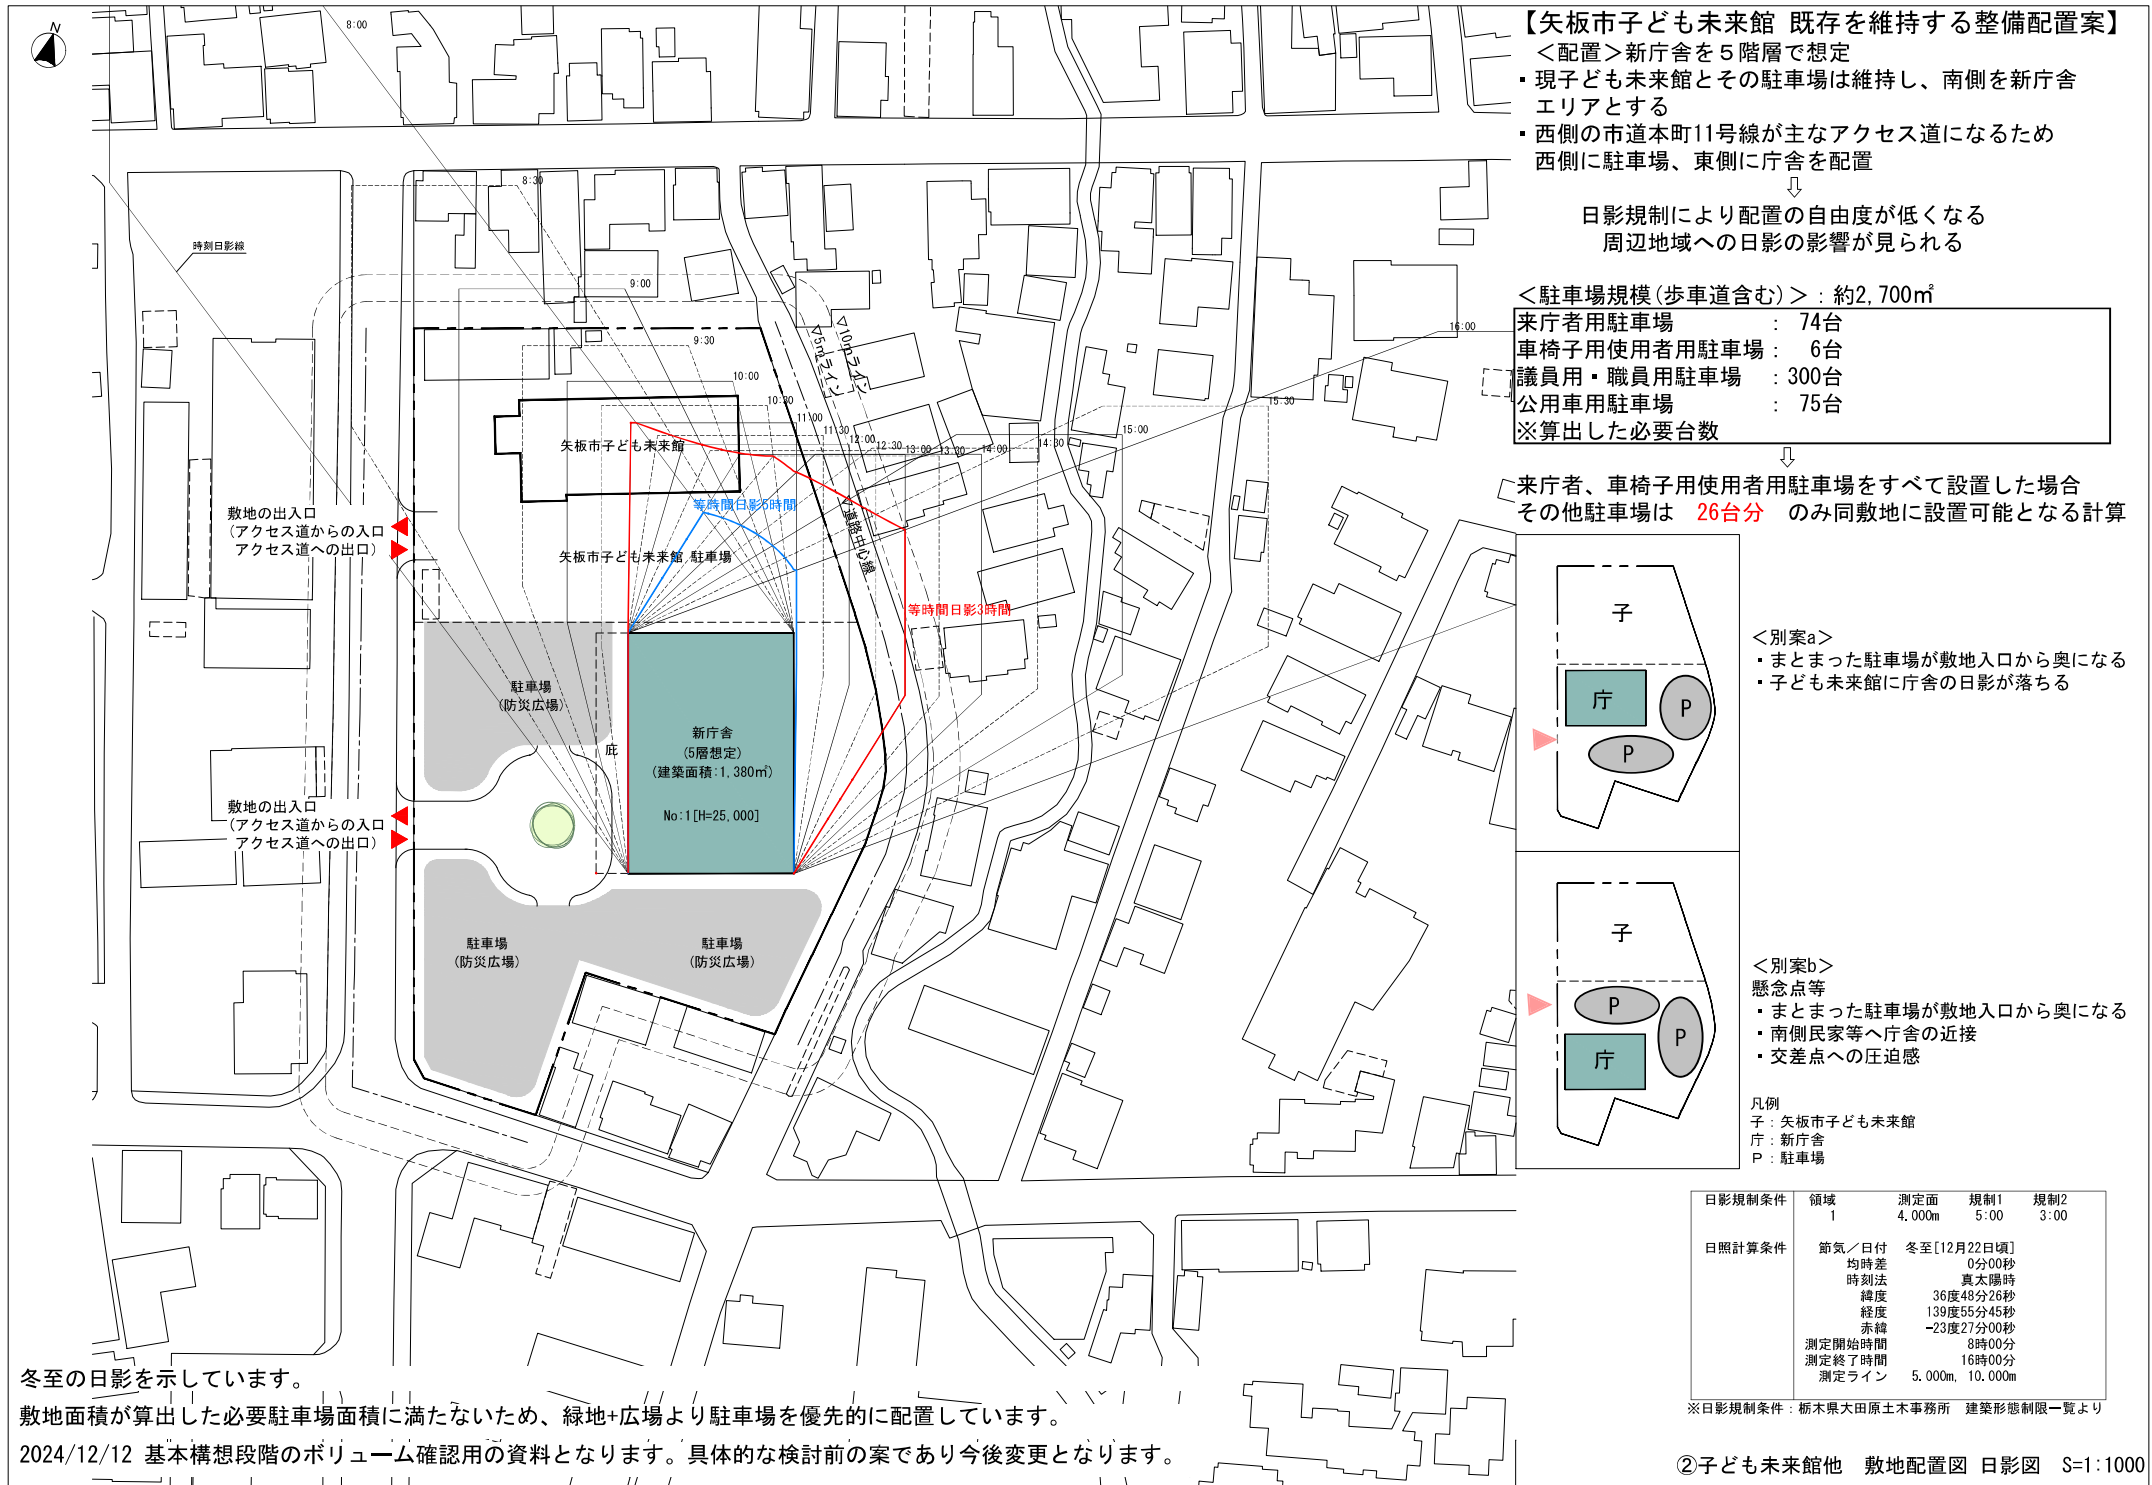 N
8:00
8:30
時刻日影線
9:00
9:30
10:00
10:30
11:00
11:30
12:00
12:30
13:00
13:30
14:00
14:30
15:00
15:30
16:00
▽5mライン
▽10mライン
▽道路中心線
矢板市子ども未来館
等時間日影5時間
矢板市子ども未来館 駐車場
等時間日影3時間
敷地の出入口
(アクセス道からの入口
アクセス道への出口)
駐車場
(防災広場)
庇
新庁舎
(5層想定)
(建築面積:1,380㎡)
No:1[H=25,000]
敷地の出入口
(アクセス道からの入口
アクセス道への出口)
駐車場
(防災広場)
駐車場
(防災広場)
【矢板市子ども未来館 既存を維持する整備配置案】
＜配置＞新庁舎を５階層で想定
・現子ども未来館とその駐車場は維持し、南側を新庁舎
エリアとする
・西側の市道本町11号線が主なアクセス道になるため
西側に駐車場、東側に庁舎を配置
⇩
日影規制により配置の自由度が低くなる
周辺地域への日影の影響が見られる
＜駐車場規模(歩車道含む)＞：約2,700㎡
来庁者用駐車場 ： 74台
車椅子用使用者用駐車場： 6台
議員用・職員用駐車場 ：300台
公用車用駐車場 ： 75台
※算出した必要台数
⇩
来庁者、車椅子用使用者用駐車場をすべて設置した場合
その他駐車場は 26台分 のみ同敷地に設置可能となる計算
子
庁
P
P
＜別案a＞
・まとまった駐車場が敷地入口から奥になる
・子ども未来館に庁舎の日影が落ちる
子
P
P
庁
＜別案b＞
懸念点等
・まとまった駐車場が敷地入口から奥になる
・南側民家等へ庁舎の近接
・交差点への圧迫感
凡例
子：矢板市子ども未来館
庁：新庁舎
P：駐車場
日影規制条件 領域 測定面 規制1 規制2
1 4.000m 5:00 3:00
日照計算条件 節気／日付 冬至[12月22日頃]
均時差 0分00秒
時刻法 真太陽時
緯度 36度48分26秒
経度 139度55分45秒
赤緯 -23度27分00秒
測定開始時間 8時00分
測定終了時間 16時00分
測定ライン 5.000m, 10.000m
※日影規制条件：栃木県大田原土木事務所 建築形態制限一覧より
冬至の日影を示しています。
敷地面積が算出した必要駐車場面積に満たないため、緑地+広場より駐車場を優先的に配置しています。
2024/12/12 基本構想段階のボリューム確認用の資料となります。具体的な検討前の案であり今後変更となります。
②子ども未来館他 敷地配置図 日影図 S=1:1000